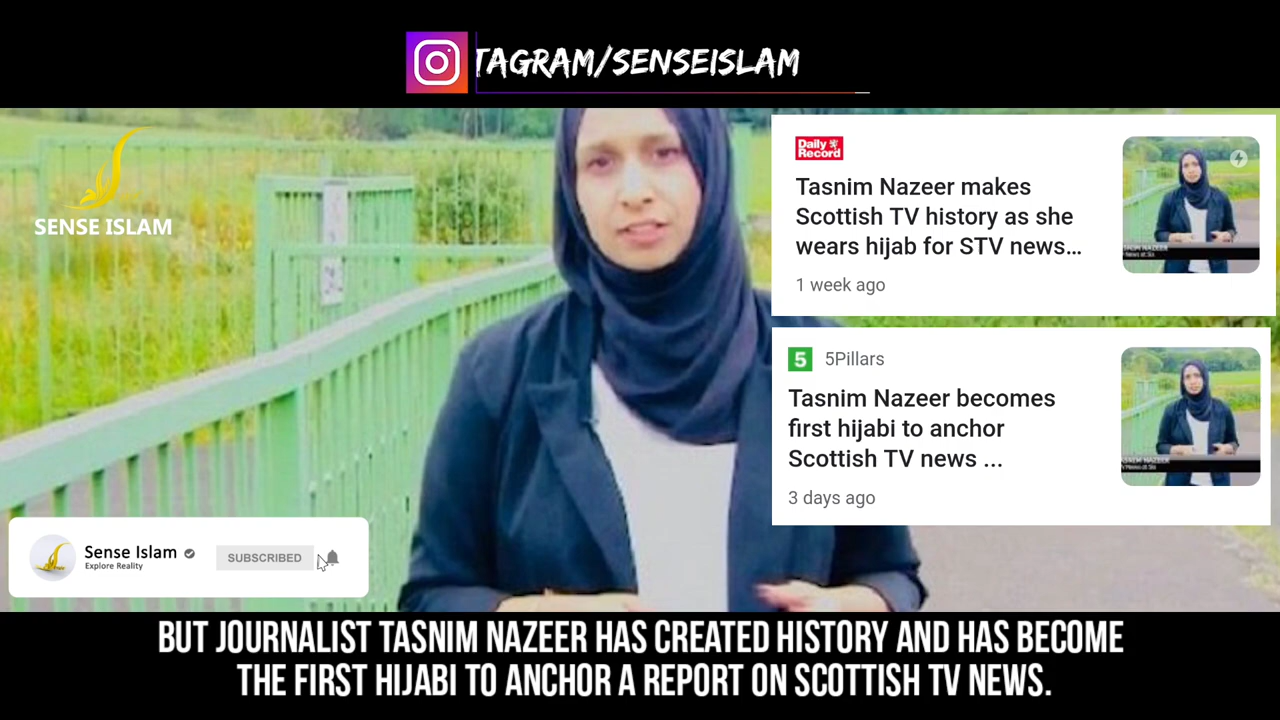 TAGRAM/SENSEISLAM
SENSE ISLAM
Daily
Record
Tasnim Nazeer makes
Scottish TV history as she
wears hijab for STV news…
1 week ago
5 5Pillars
Tasnim Nazeer becomes
first hijabi to anchor
Scottish TV news ...
3 days ago
Sense Islam
Explore Reality
SUBSCRIBED
BUT JOURNALIST TASNIM NAZEER HAS CREATED HISTORY AND HAS BECOME
THE FIRST HIJABI TO ANCHOR A REPORT ON SCOTTISH TV NEWS.